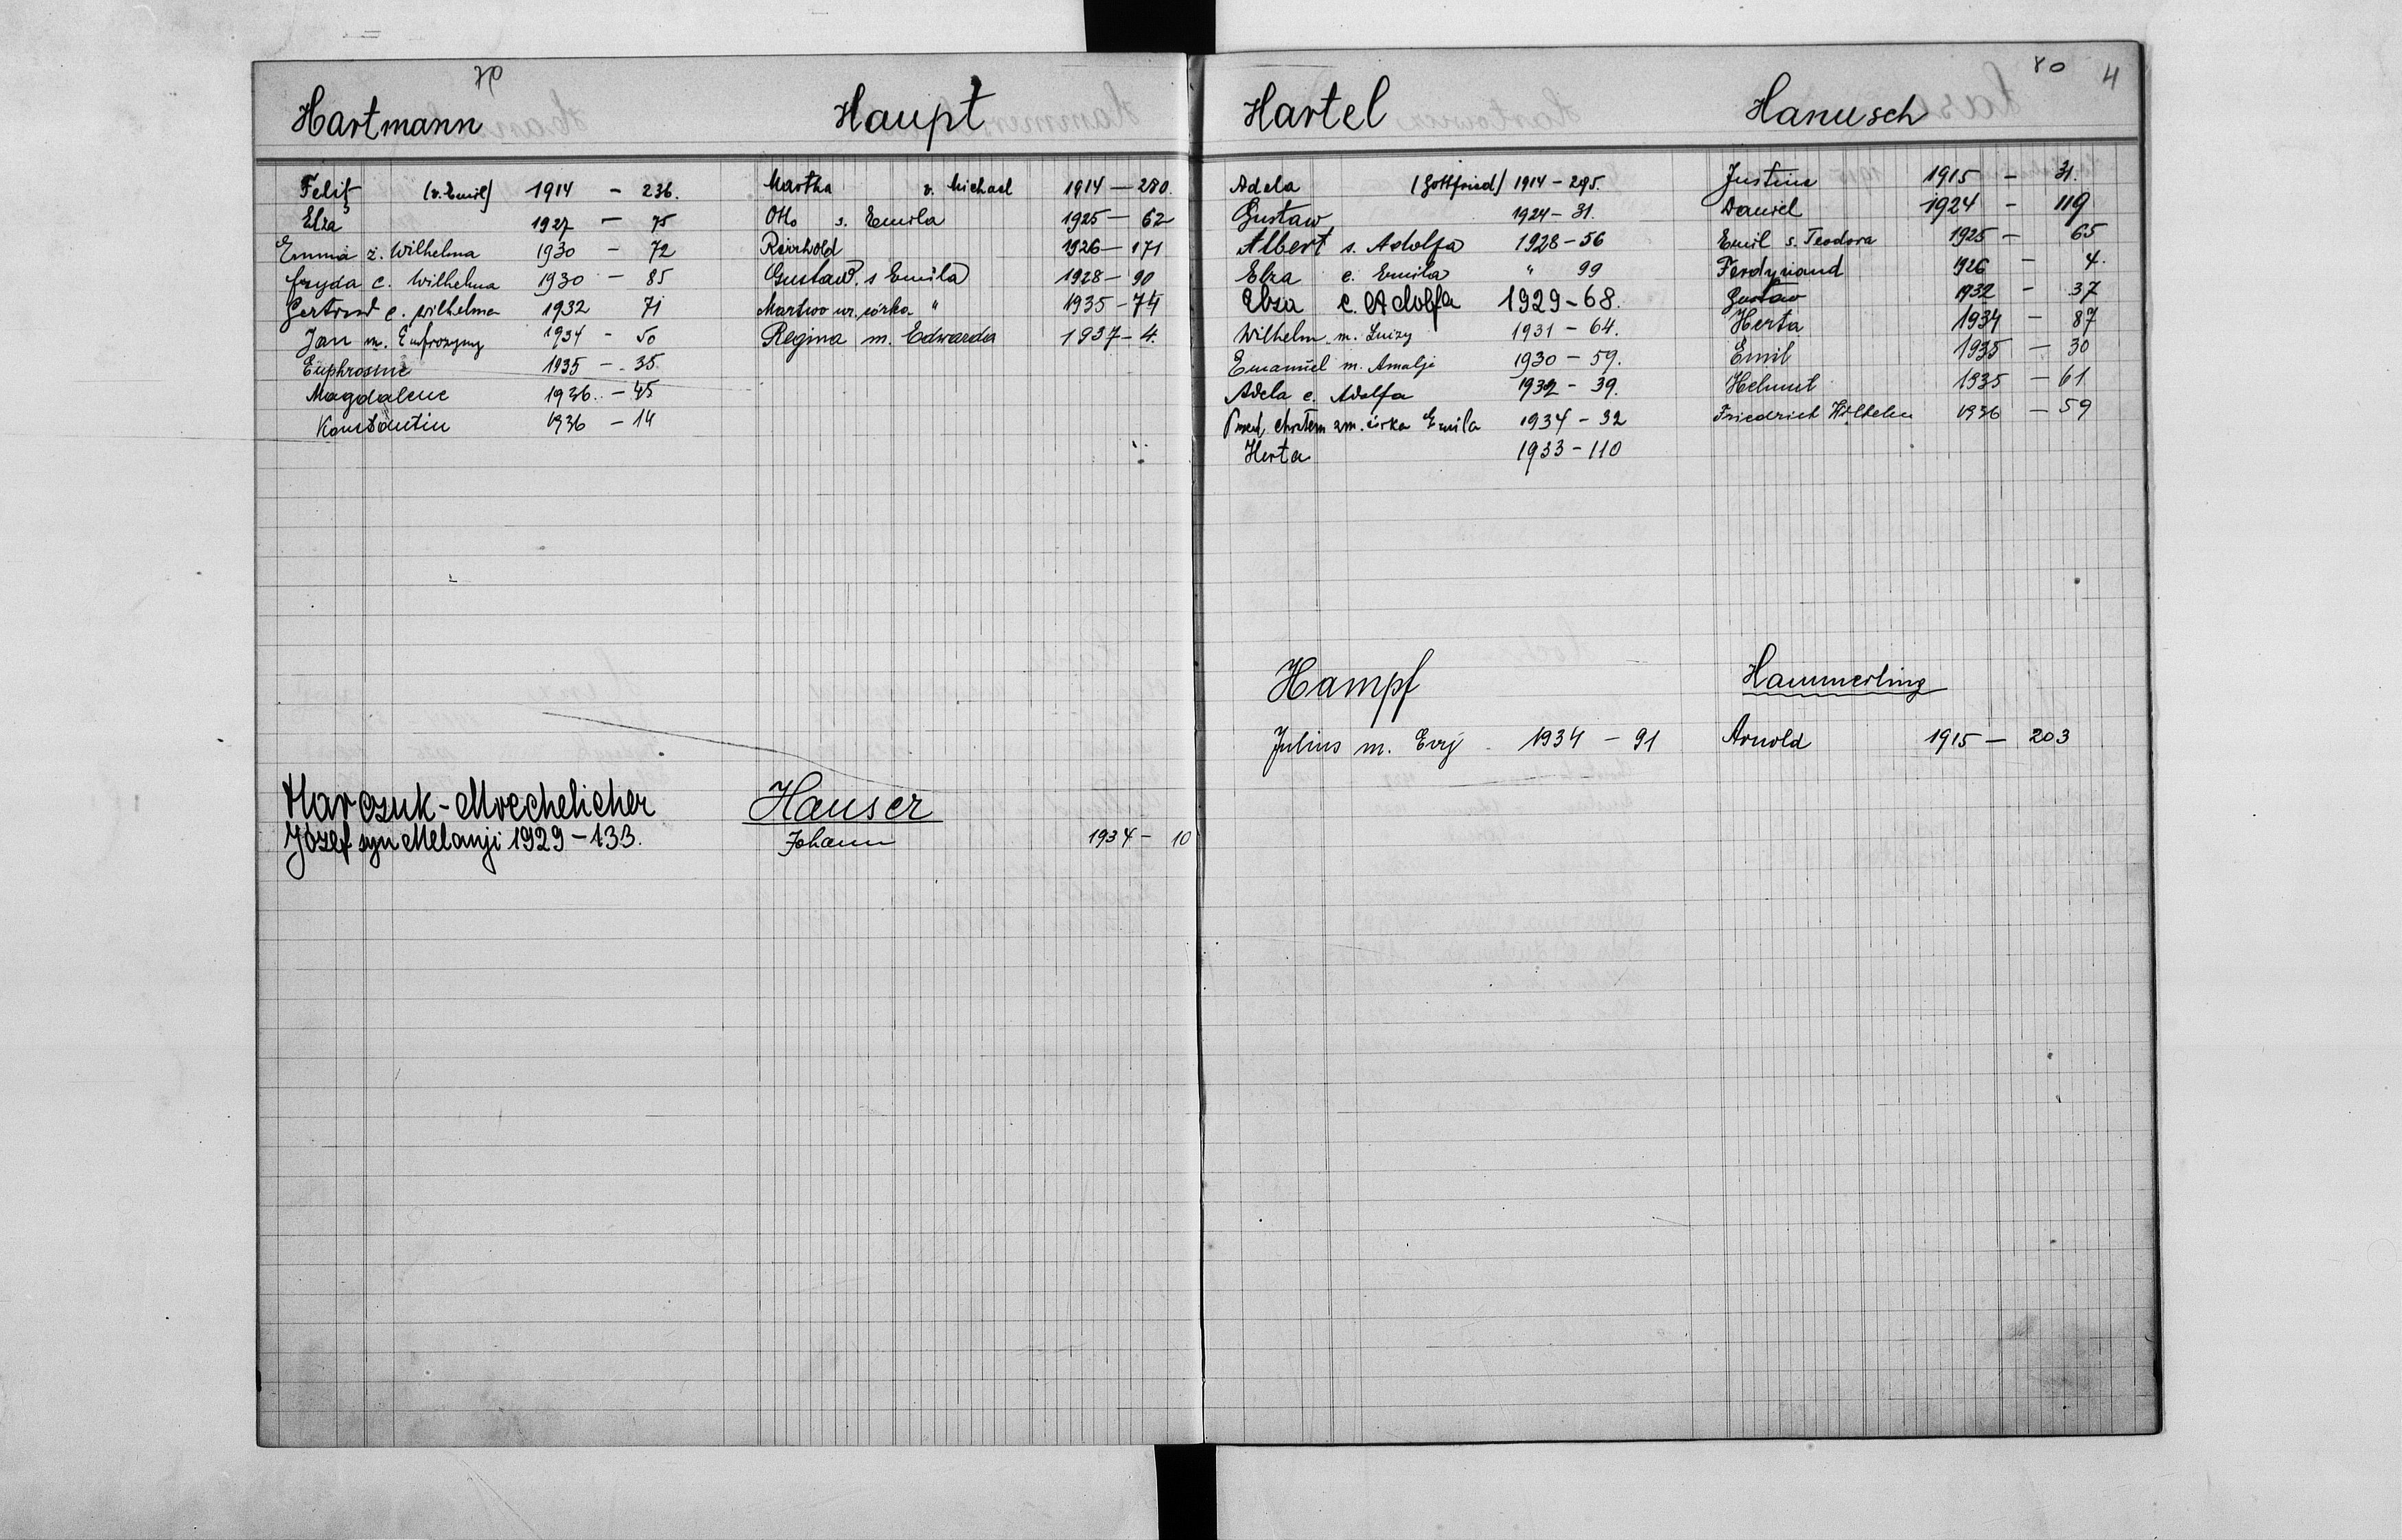 Hartmann
Felix (v. Emil) 1914 - 236.
Elza 1927 - 75
Emma ż. Wilhelma 1930 - 72
Fryda c. Wilhelma 1930 - 85
Gertrud c. Wilhelma 1932 71
Jan m. Eufrozyny 1934 - 50
Euphrosine 1935 - 35
Magdalene 1936 - 45
Konstantin 1936 - 14
Harczuk-Mrechelicher
Józef syn Melanji 1929 - 133.
Haupt
Martha v. Michael 1914 - 280.
Otto s. Emila 1925 - 62
Reinhold 1926 - 171
Gustaw. s Emila 1928 - 90
Martwo ur. córka " 1935 - 74
Regina m. Edwarda 1937 - 4.
Hauser
Johann 1934 - 10
80 4
Hartel
Adela (Gottfried) 1914 - 295.
Gustaw 1924 - 31.
Albert s. Adolfa 1928 - 56
Elza c. Emila " 99
Elza c. Adolfa 1929 - 68.
Wilhelm m. Luizy 1931 - 64.
Emanuel m. Amalji 1930 - 59.
Adela c. Adolfa 1932 - 39.
Przed chrztem zm. córka Emila 1934 - 32
Herta 1933 - 110
Hampf
Julius m. Ewy 1934 - 91
Hanusch
Justine 1915 - 31.
Daniel 1924 - 119
Emil s. Teodora 1925 - 65
Ferdynand 1926 - 4.
Gustaw 1932 - 37
Herta 1934 - 87
Emil 1935 - 30
Helmut 1935 - 61
Friedrich Wilhelm 1936 - 59
Hammerling
Arnold 1915 - 203